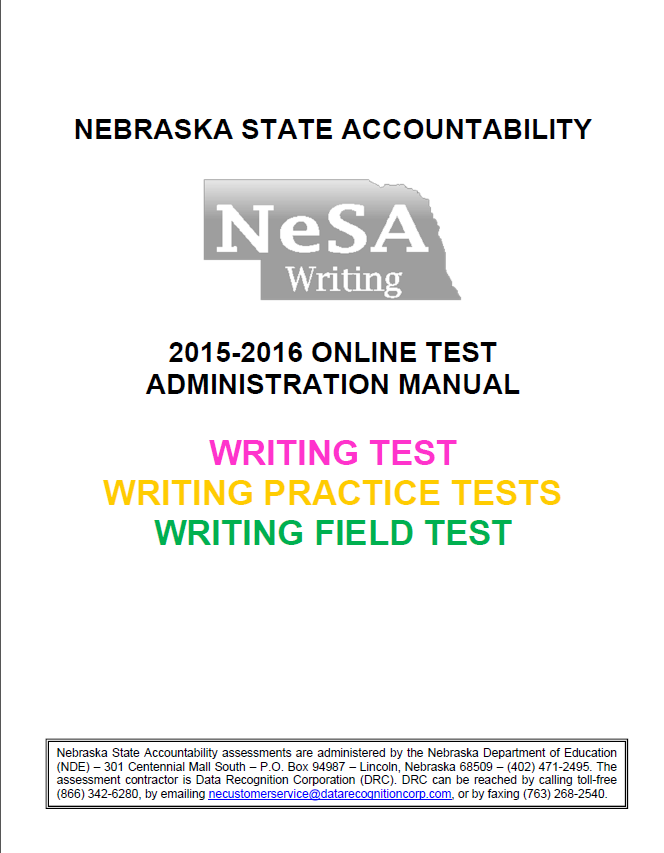 NEBRASKA STATE ACCOUNTABILITY
NeSA
Writing
2015-2016 ONLINE TEST
ADMINISTRATION MANUAL
WRITING TEST
WRITING PRACTICE TESTS
WRITING FIELD TEST
Nebraska State Accountability assessments are administered by the Nebraska Department of Education
(NDE) – 301 Centennial Mall South – P.O. Box 94987 – Lincoln, Nebraska 68509 – (402) 471-2495. The
assessment contractor is Data Recognition Corporation (DRC). DRC can be reached by calling toll-free
(866) 342-6280, by emailing necustomerservice@datarecognitioncorp.com, or by faxing (763) 268-2540.